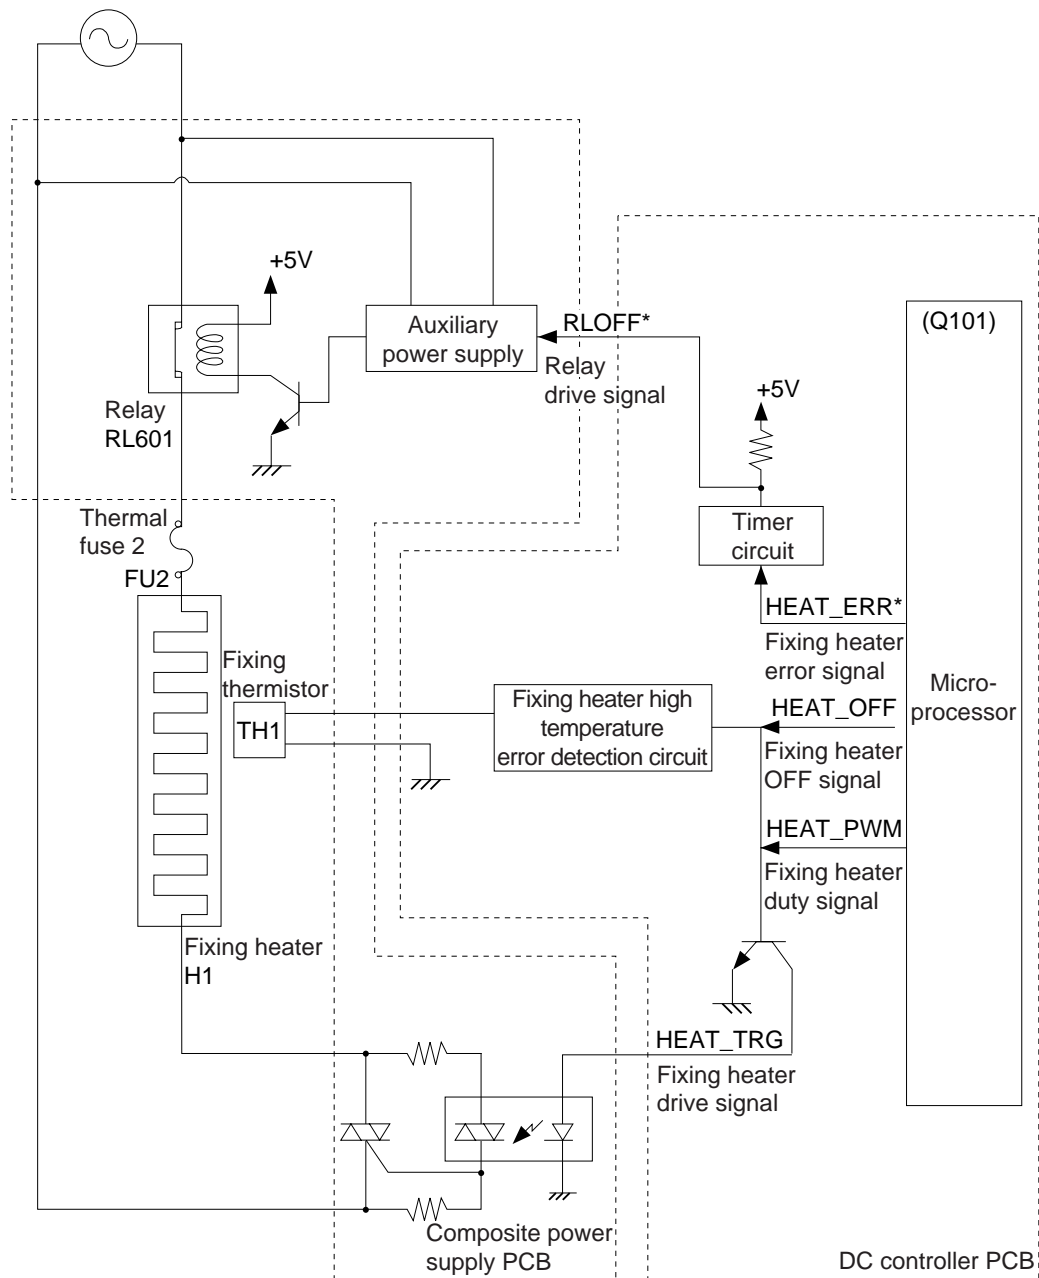 +5V
Auxiliary
power supply
RLOFF*
Relay
drive signal
(Q101)
+5V
Relay
RL601
Thermal
fuse 2
FU2
Timer
circuit
HEAT_ERR*
Fixing heater
error signal
Fixing
thermistor
TH1
Fixing heater high
temperature
error detection circuit
HEAT_OFF
Fixing heater
OFF signal
Micro-
processor
HEAT_PWM
Fixing heater
duty signal
Fixing heater
H1
HEAT_TRG
Fixing heater
drive signal
Composite power
supply PCB
DC controller PCB